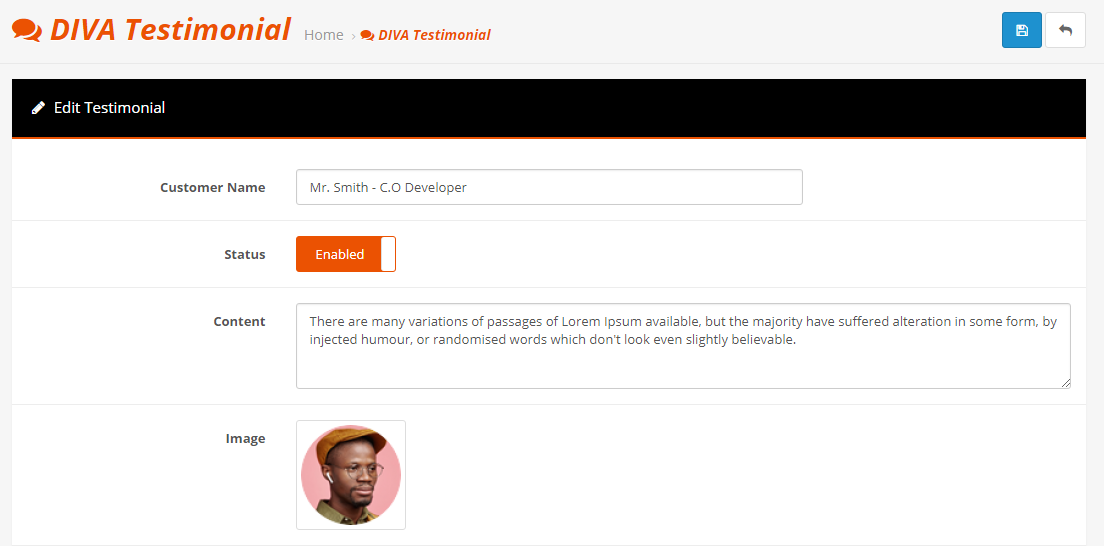 DIVA Testimonial
Home › DIVA Testimonial
Edit Testimonial
Customer Name
Mr. Smith - C.O Developer
Status
Enabled
Content
There are many variations of passages of Lorem Ipsum available, but the majority have suffered alteration in some form, by
injected humour, or randomised words which don't look even slightly believable.
Image